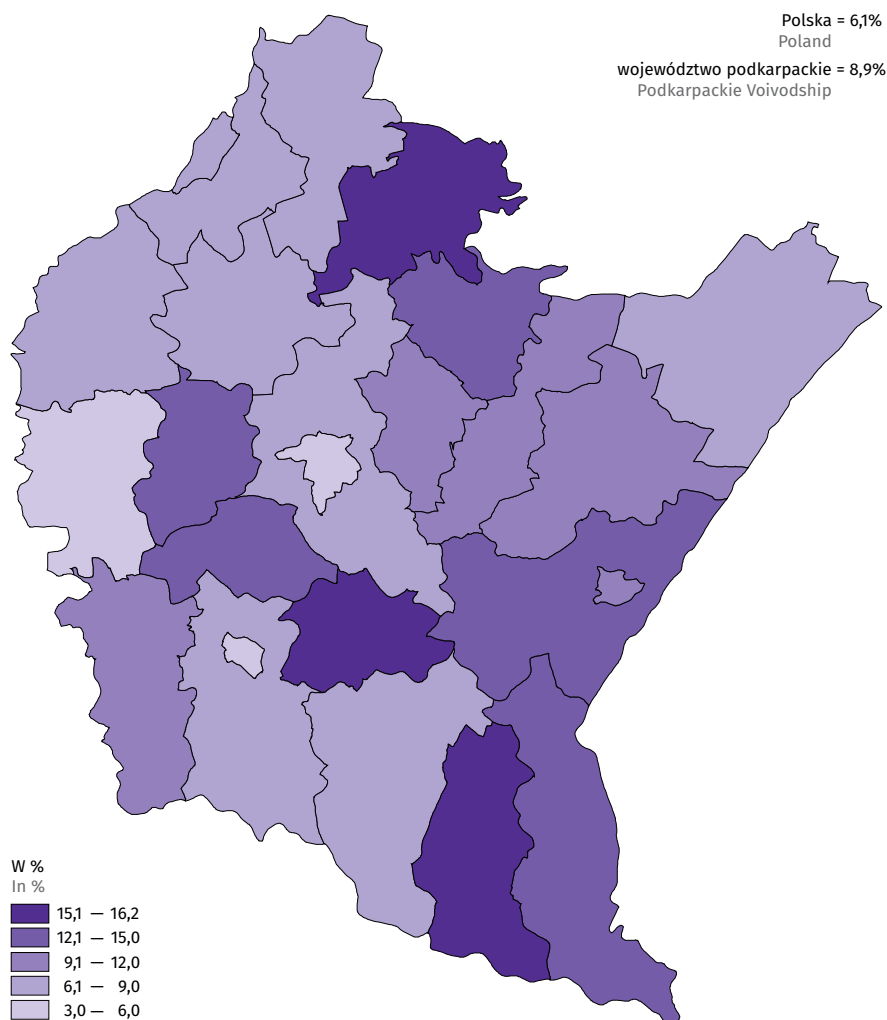 Polska = 6,1%
Poland
województwo podkarpackie = 8,9%
Podkarpackie Voivodship
W %
In %
15,1 — 16,2
12,1 — 15,0
9,1 — 12,0
6,1 — 9,0
3,0 — 6,0